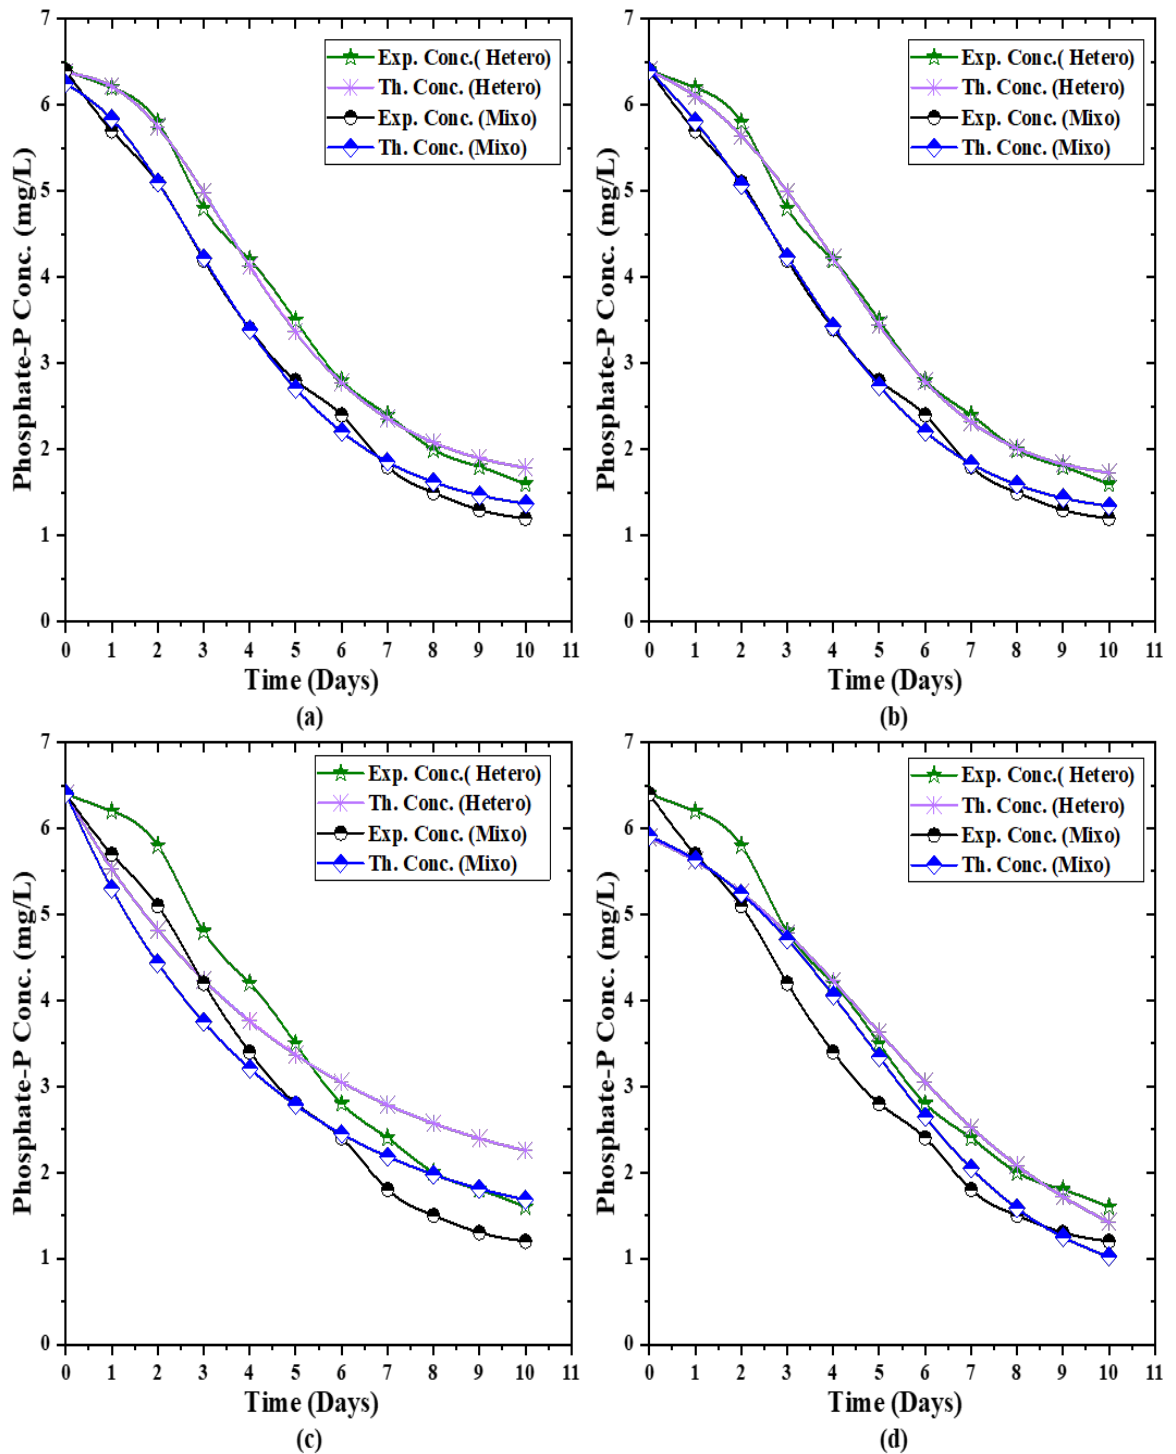 Phosphate-P Conc. (mg/L)
7
6
5
4
3
2
1
0
Exp. Conc.( Hetero)
Th. Conc. (Hetero)
Exp. Conc. (Mixo)
Th. Conc. (Mixo)
0 1 2 3 4 5 6 7 8 9 10 11
Time (Days)
(a)
Phosphate-P Conc. (mg/L)
7
6
5
4
3
2
1
0
Exp. Conc.( Hetero)
Th. Conc. (Hetero)
Exp. Conc. (Mixo)
Th. Conc. (Mixo)
0 1 2 3 4 5 6 7 8 9 10 11
Time (Days)
(b)
Phosphate-P Conc. (mg/L)
7
6
5
4
3
2
1
0
Exp. Conc.( Hetero)
Th. Conc. (Hetero)
Exp. Conc. (Mixo)
Th. Conc. (Mixo)
0 1 2 3 4 5 6 7 8 9 10 11
Time (Days)
(c)
Phosphate-P Conc. (mg/L)
7
6
5
4
3
2
1
0
Exp. Conc.( Hetero)
Th. Conc. (Hetero)
Exp. Conc. (Mixo)
Th. Conc. (Mixo)
0 1 2 3 4 5 6 7 8 9 10 11
Time (Days)
(d)